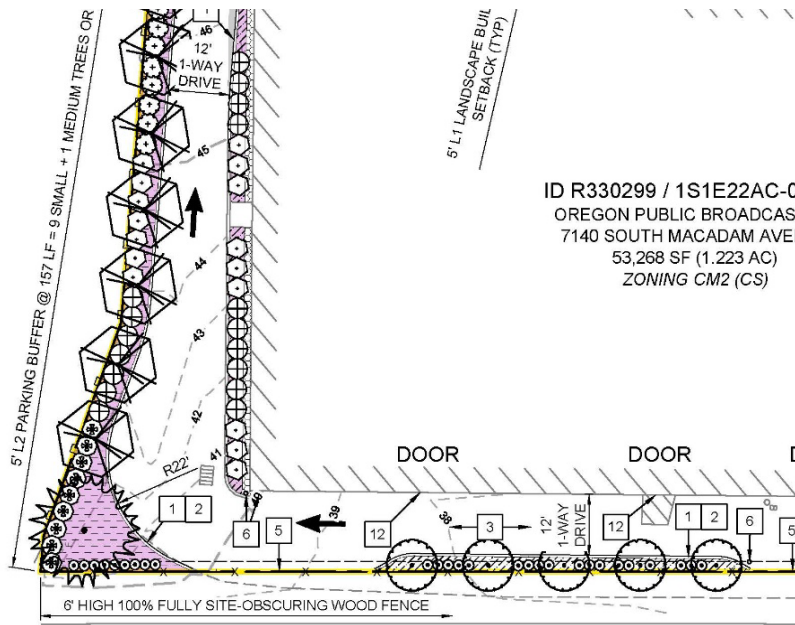 46
12'
1-WAY
DRIVE
5' L1 LANDSCAPE BUIL
SETBACK (TYP)
45
ID R330299 / 1S1E22AC-0
OREGON PUBLIC BROADCAS
7140 SOUTH MACADAM AVE
53,268 SF (1.223 AC)
ZONING CM2 (CS)
44
5' L2 PARKING BUFFER @ 157 LF = 9 SMALL + 1 MEDIUM TREES OR
43
42
41
DOOR
DOOR
D
R22'
40
39
38
1 2
6
5
12
3
12'
1-WAY
DRIVE
12
1 2
6
5
6' HIGH 100% FULLY SITE-OBSCURING WOOD FENCE